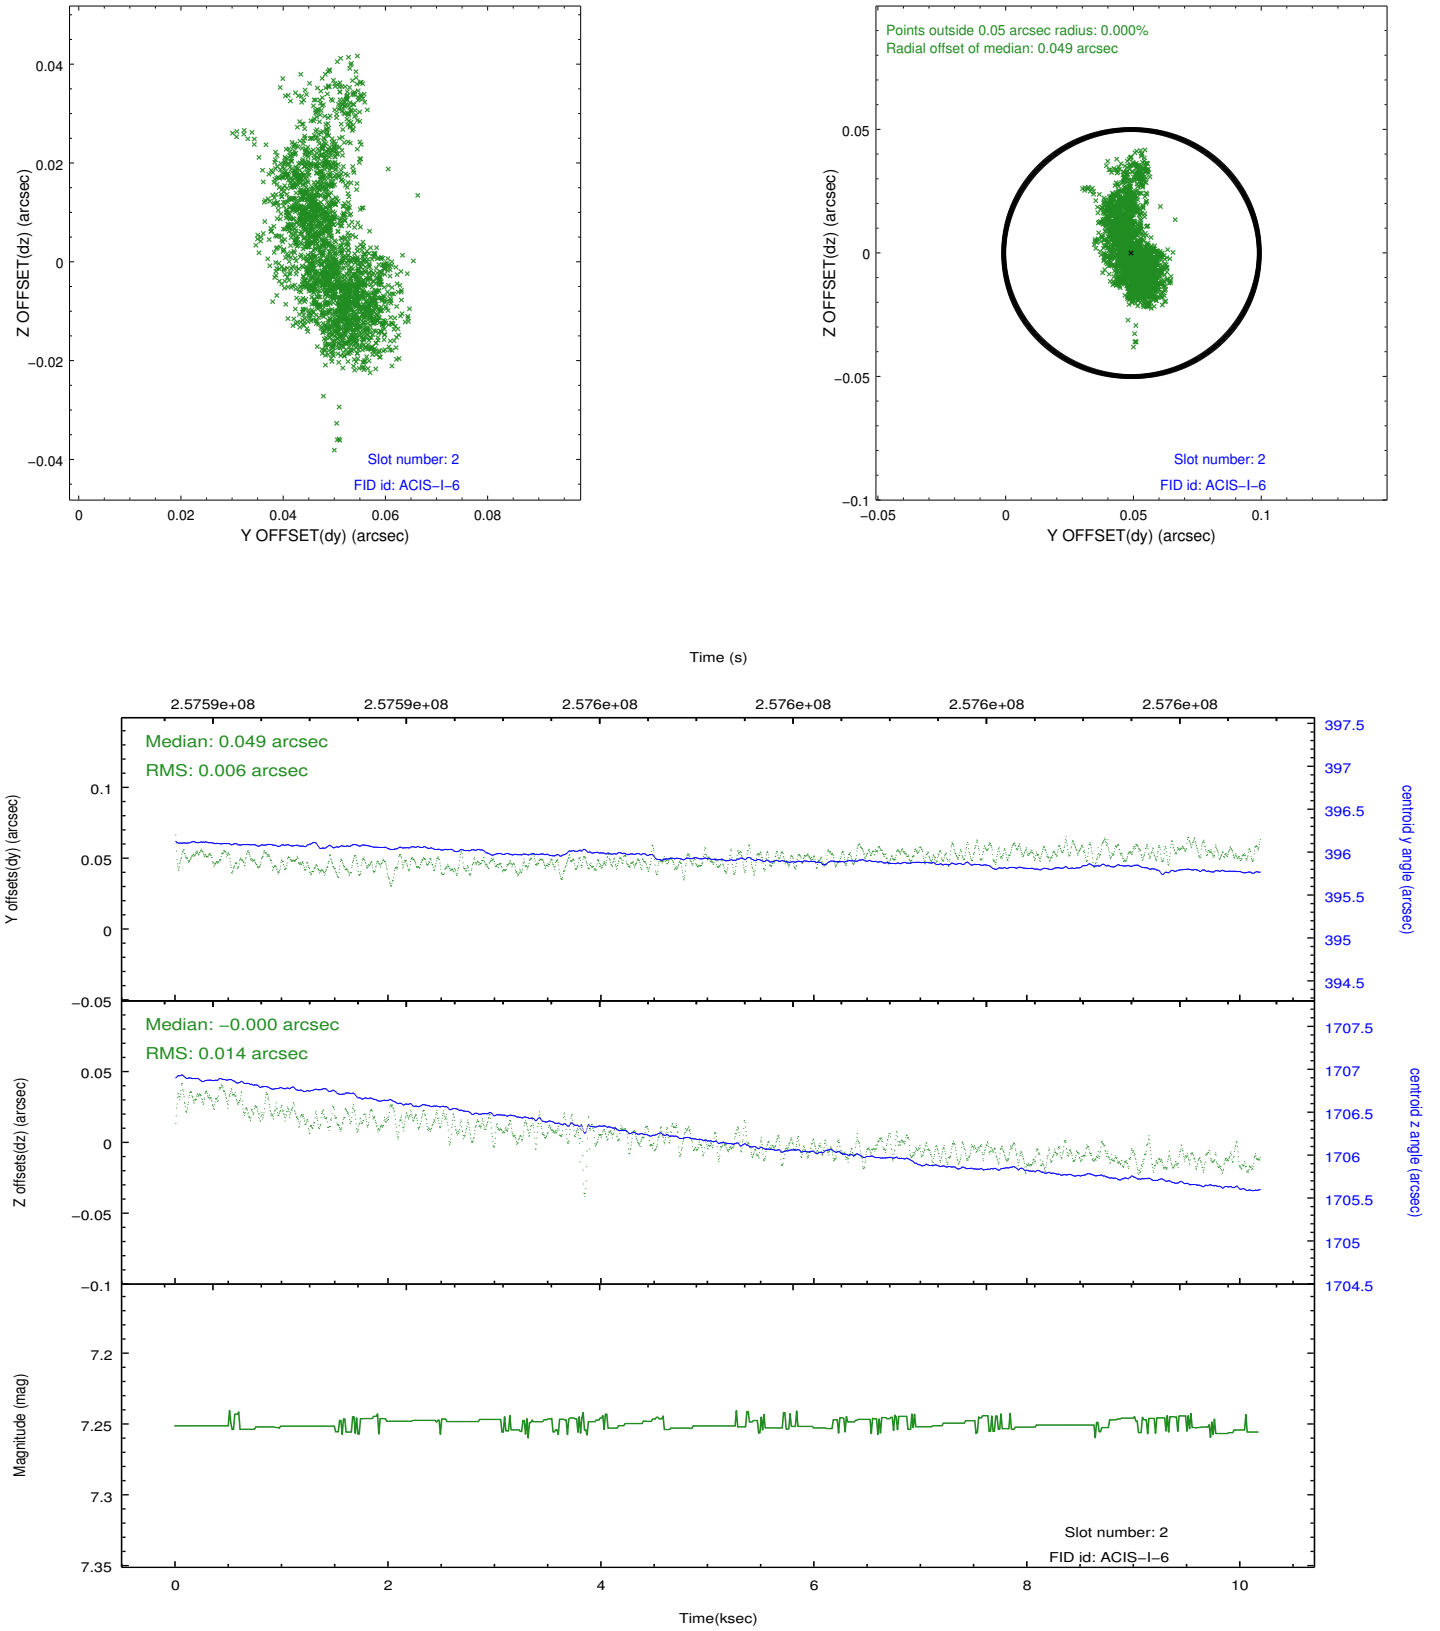 0.04
0.02
0
−0.02
−0.04
Z OFFSET(dz) (arcsec)
Slot number: 2
FID id: ACIS−I−6
0 0.02 0.04 0.06 0.08
Y OFFSET(dy) (arcsec)
Points outside 0.05 arcsec radius: 0.000%
Radial offset of median: 0.049 arcsec
0.05
0
−0.05
−0.1
Z OFFSET(dz) (arcsec)
Slot number: 2
FID id: ACIS−I−6
−0.05 0 0.05 0.1
Y OFFSET(dy) (arcsec)
Time (s)
2.5759e+08 2.5759e+08 2.576e+08 2.576e+08 2.576e+08 2.576e+08
Median: 0.049 arcsec
RMS: 0.006 arcsec
0.1
0.05
0
−0.05
Y offsets(dy) (arcsec)
397.5
397
396.5
396
395.5
395
394.5
centroid y angle (arcsec)
Median: −0.000 arcsec
RMS: 0.014 arcsec
0.05
0
−0.05
−0.1
Z offsets(dz) (arcsec)
1707.5
1707
1706.5
1706
1705.5
1705
1704.5
centroid z angle (arcsec)
7.2
7.25
7.3
7.35
Magnitude (mag)
Slot number: 2
FID id: ACIS−I−6
0 2 4 6 8 10
Time(ksec)